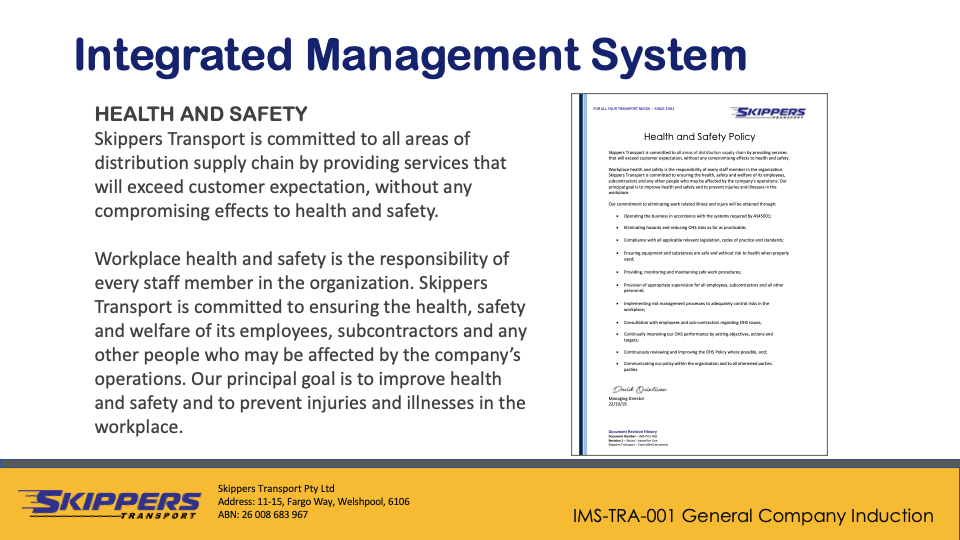 Integrated Management System
HEALTH AND SAFETY
Skippers Transport is committed to all areas of
distribution supply chain by providing services that
will exceed customer expectation, without any
compromising effects to health and safety.
Workplace health and safety is the responsibility of
every staff member in the organization. Skippers
Transport is committed to ensuring the health, safety
and welfare of its employees, subcontractors and any
other people who may be affected by the company’s
operations. Our principal goal is to improve health
and safety and to prevent injuries and illnesses in the
workplace.
FOR ALL YOUR TRANSPORT NEEDS - SINCE 1981
SKIPPERS
TRANSPORT
Health and Safety Policy
Skippers Transport is committed to all areas of distribution supply chain by providing services
that will exceed customer expectation, without any compromising effects to health and safety.
Workplace health and safety is the responsibility of every staff member in the organisation.
Skippers Transport is committed to ensuring the health, safety and welfare of its employees,
subcontractors and any other people who may be affected by the company's operations. Our
principal goal is to improve health and safety and to prevent injuries and illnesses in the
workplace.
Our commitment to eliminating work related illness and injury will be attained through:
• Operating the business in accordance with the systems required by AS45001;
• Eliminating hazards and reducing OHS risks as far as practicable;
• Compliance with all applicable relevant legislation, codes of practice and standards;
• Ensuring equipment and substances are safe and without risk to health when properly
used;
• Providing, monitoring and maintaining safe work procedures;
• Provision of appropriate supervision for all employees, subcontractors and all other
personnel;
• Implementing risk management processes to adequately control risks in the
workplace;
• Consultation with employees and sub-contractors regarding OHS issues;
• Continually improving our OHS performance by setting objectives, actions and
targets;
• Continuously reviewing and improving the OHS Policy where possible, and;
• Communicating our policy within the organisation and to all interested parties.
parties.
David Quinlivan
Managing Director
22/10/19
Document Revision History
Document Number - IMS-POL-
Revision - Status - Issued for Use
Skippers Transport - Controlled Document
SKIPPERS
TRANSPORT
Skippers Transport Pty Ltd
Address: 11-15, Fargo Way, Welshpool, 6106
ABN: 26 008 683 967
IMS-TRA-001 General Company Induction